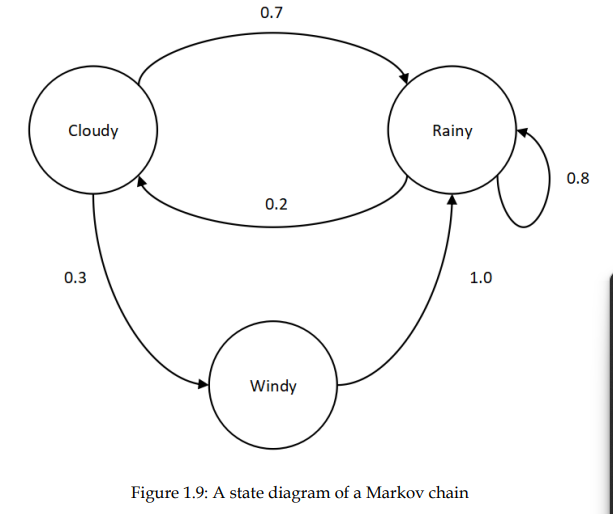 0.7
Cloudy
Rainy
0.8
0.2
0.3
1.0
Windy
Figure 1.9: A state diagram of a Markov chain